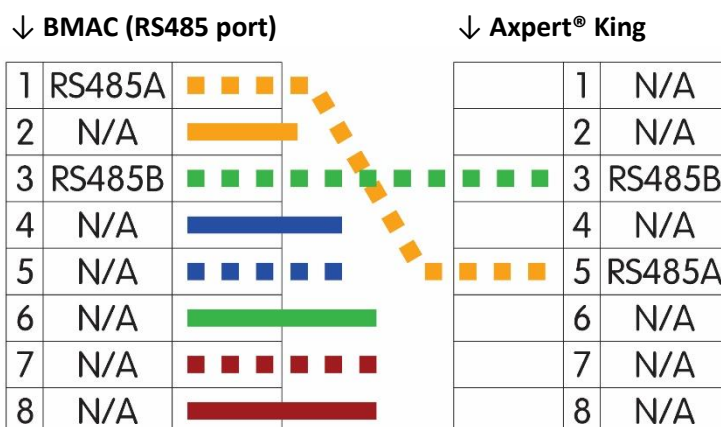 ↓ BMAC (RS485 port) ↓ Axpert® King
1 RS485A 1 N/A
2 N/A 2 N/A
3 RS485B 3 RS485B
4 N/A 4 N/A
5 N/A 5 RS485A
6 N/A 6 N/A
7 N/A 7 N/A
8 N/A 8 N/A